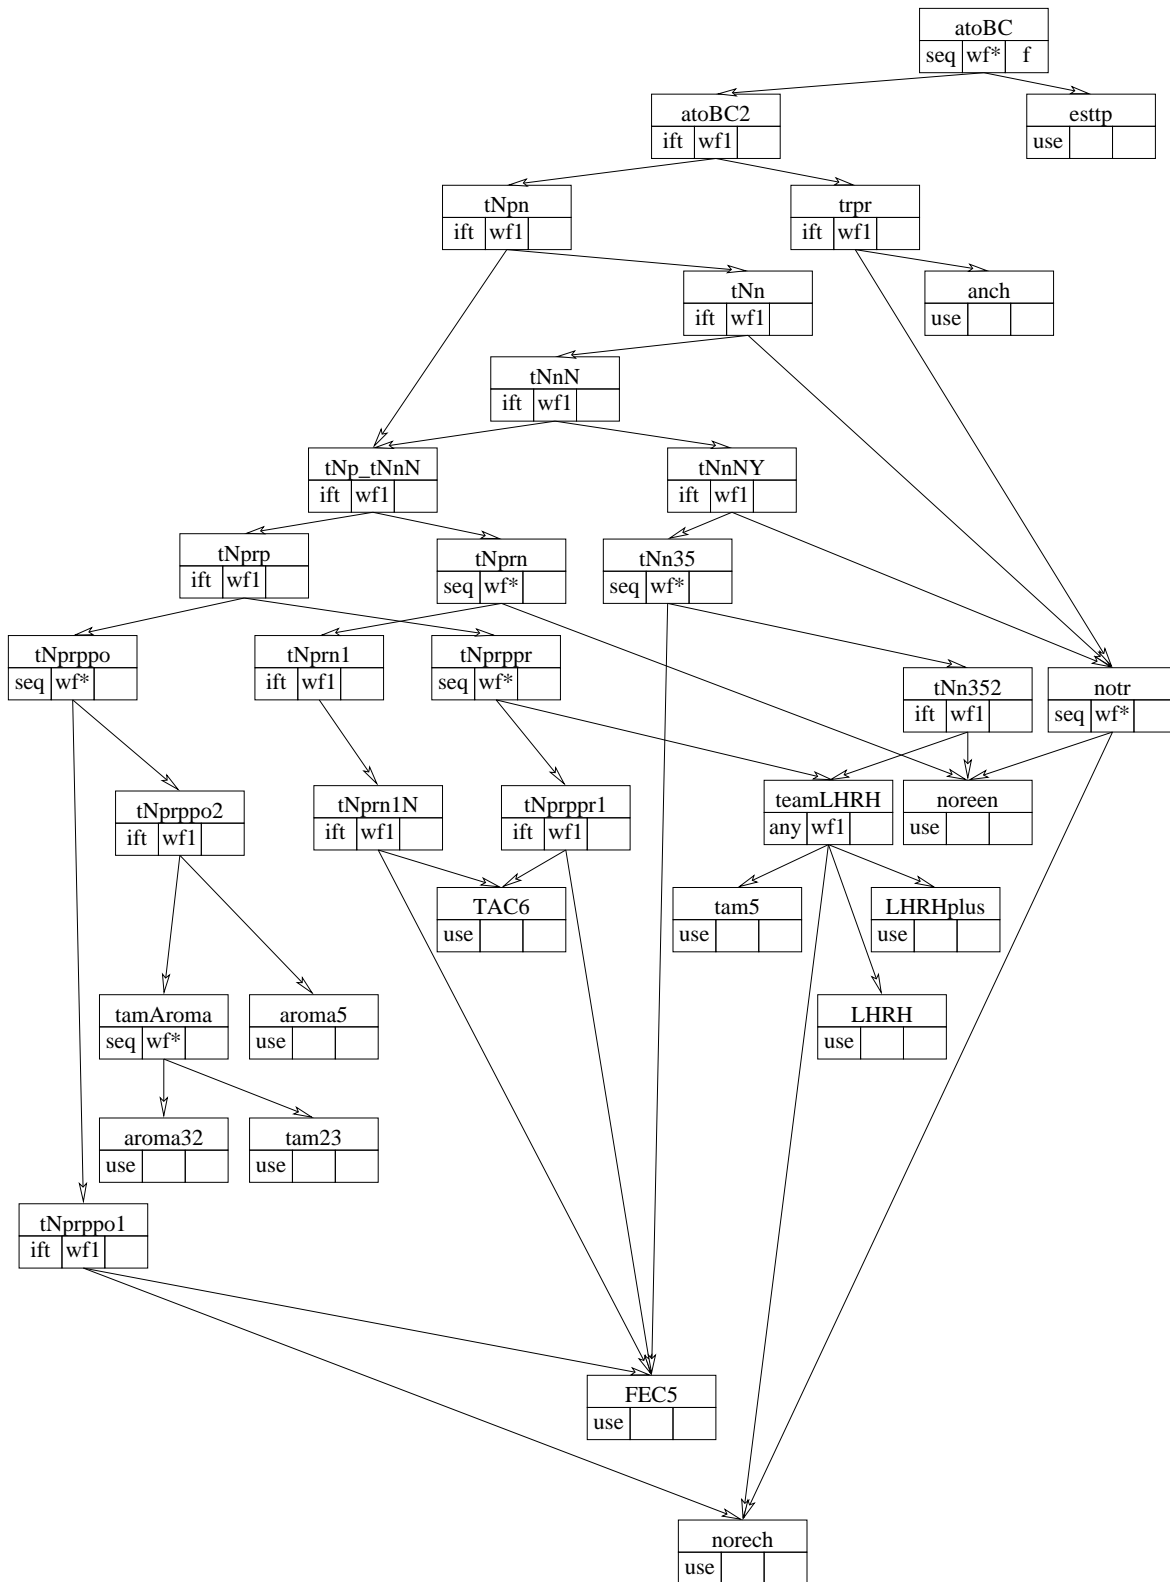 atoBC
seq wf* f
atoBC2
ift wf1
esttp
use
tNpn
ift wf1
trpr
ift wf1
tNn
ift wf1
anch
use
tNnN
ift wf1
tNp_tNnN
ift wf1
tNnNY
ift wf1
tNprp
ift wf1
tNprn
seq wf*
tNn35
seq wf*
tNprppo
seq wf*
tNprn1
ift wf1
tNprppr
seq wf*
tNn352
ift wf1
notr
seq wf*
tNprppo2
ift wf1
tNprn1N
ift wf1
tNprppr1
ift wf1
teamLHRH
any wf1
noreen
use
TAC6
use
tam5
use
LHRHplus
use
tamAroma
seq wf*
aroma5
use
LHRH
use
aroma32
use
tam23
use
tNprppo1
ift wf1
FEC5
use
norech
use